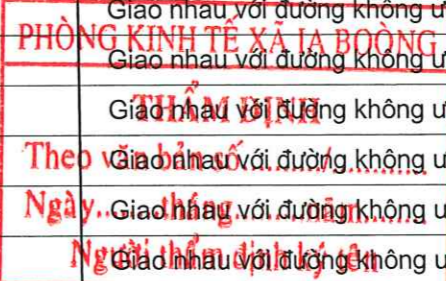 Giao nhau với đường không ư
PHÒNG KINH TẾ XÃ IA BOÒNG
Giao nhau với đường không ư
THẨM ĐỊNH
Giao nhau với đường không ư
Theo văn bản số............/............
Giao nhau với đường không ư
Ngày.......tháng..........năm........
Giao nhau với đường không ư
Người thẩm định ký tên
Giao nhau với đường không ư